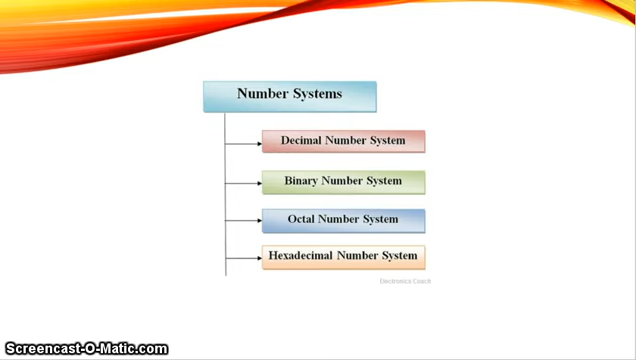 Number Systems
Decimal Number System
Binary Number System
Octal Number System
Hexadecimal Number System
Electronics Coach
Screencast-O-Matic.com